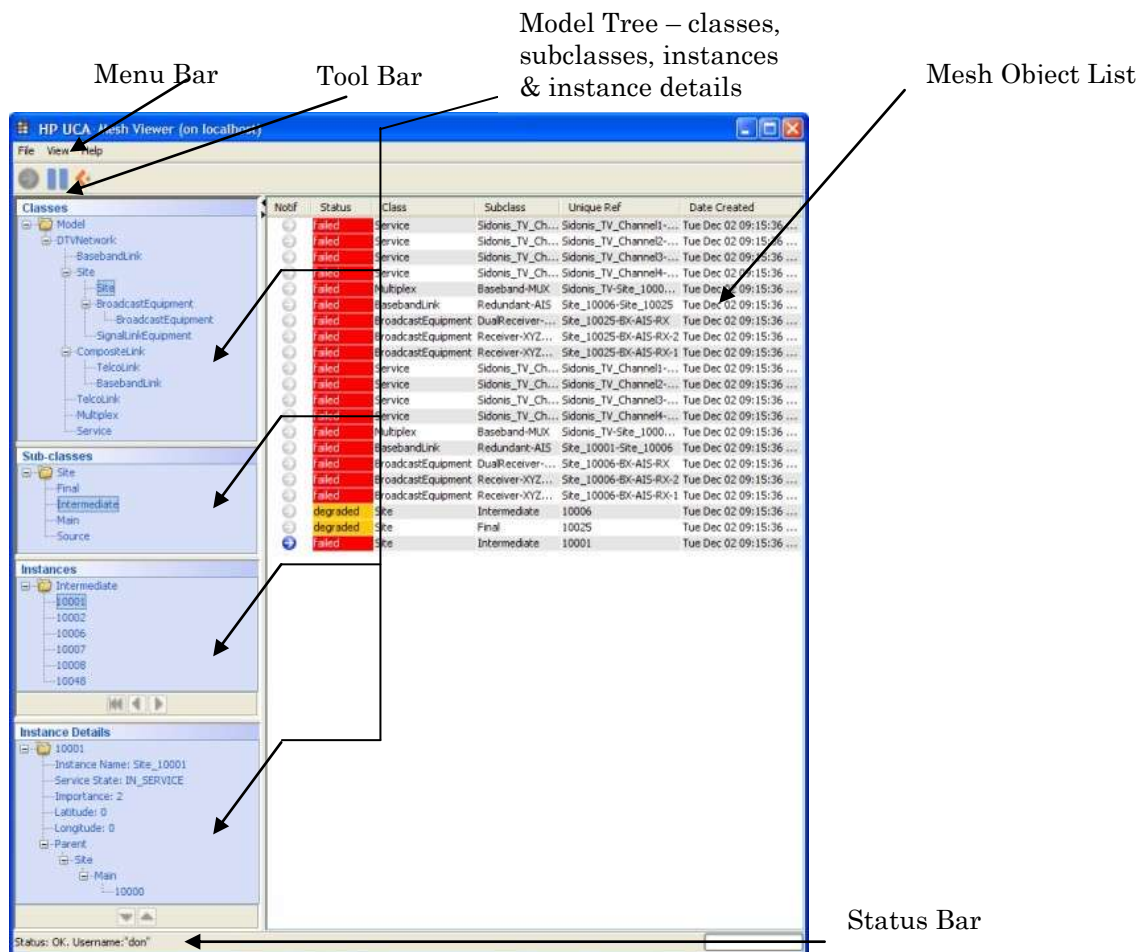 Model Tree – classes,
subclasses, instances
& instance details
Menu Bar
Tool Bar
Mesh Object List
HP UCA Mesh Viewer (on localhost)
File View Help
Classes
Model
DTVNetwork
BasebandLink
Site
Site
BroadcastEquipment
BroadcastEquipment
SignalLinkEquipment
CompositeLink
TelcoLink
BasebandLink
TelcoLink
Multiplex
Service
Sub-classes
Site
Final
Intermediate
Main
Source
Instances
Intermediate
10001
10002
10006
10007
10008
10048
Instance Details
10001
Instance Name: Site_10001
Service State: IN_SERVICE
Importance: 2
Latitude: 0
Longitude: 0
Parent
Site
Main
10000
Notif Status Class Subclass Unique Ref Date Created
failed Service Sidonis_TV_Ch... Sidonis_TV_Channel1-... Tue Dec 02 09:15:36 ...
failed Service Sidonis_TV_Ch... Sidonis_TV_Channel2-... Tue Dec 02 09:15:36 ...
failed Service Sidonis_TV_Ch... Sidonis_TV_Channel3-... Tue Dec 02 09:15:36 ...
failed Service Sidonis_TV_Ch... Sidonis_TV_Channel4-... Tue Dec 02 09:15:36 ...
failed Multiplex Baseband-MUX Sidonis_TV-Site_1000... Tue Dec 02 09:15:36 ...
failed BasebandLink Redundant-AIS Site_10006-Site_10025 Tue Dec 02 09:15:36 ...
failed BroadcastEquipment DualReceiver-... Site_10025-BX-AIS-RX Tue Dec 02 09:15:36 ...
failed BroadcastEquipment Receiver-XYZ... Site_10025-BX-AIS-RX-2 Tue Dec 02 09:15:36 ...
failed BroadcastEquipment Receiver-XYZ... Site_10025-BX-AIS-RX-1 Tue Dec 02 09:15:36 ...
failed Service Sidonis_TV_Ch... Sidonis_TV_Channel1-... Tue Dec 02 09:15:36 ...
failed Service Sidonis_TV_Ch... Sidonis_TV_Channel2-... Tue Dec 02 09:15:36 ...
failed Service Sidonis_TV_Ch... Sidonis_TV_Channel3-... Tue Dec 02 09:15:36 ...
failed Service Sidonis_TV_Ch... Sidonis_TV_Channel4-... Tue Dec 02 09:15:36 ...
failed Multiplex Baseband-MUX Sidonis_TV-Site_1000... Tue Dec 02 09:15:36 ...
failed BasebandLink Redundant-AIS Site_10001-Site_10006 Tue Dec 02 09:15:36 ...
failed BroadcastEquipment DualReceiver-... Site_10006-BX-AIS-RX Tue Dec 02 09:15:36 ...
failed BroadcastEquipment Receiver-XYZ... Site_10006-BX-AIS-RX-2 Tue Dec 02 09:15:36 ...
failed BroadcastEquipment Receiver-XYZ... Site_10006-BX-AIS-RX-1 Tue Dec 02 09:15:36 ...
degraded Site Intermediate 10006 Tue Dec 02 09:15:36 ...
degraded Site Final 10025 Tue Dec 02 09:15:36 ...
failed Site Intermediate 10001 Tue Dec 02 09:15:36 ...
Status: OK. Username:"don"
Status Bar